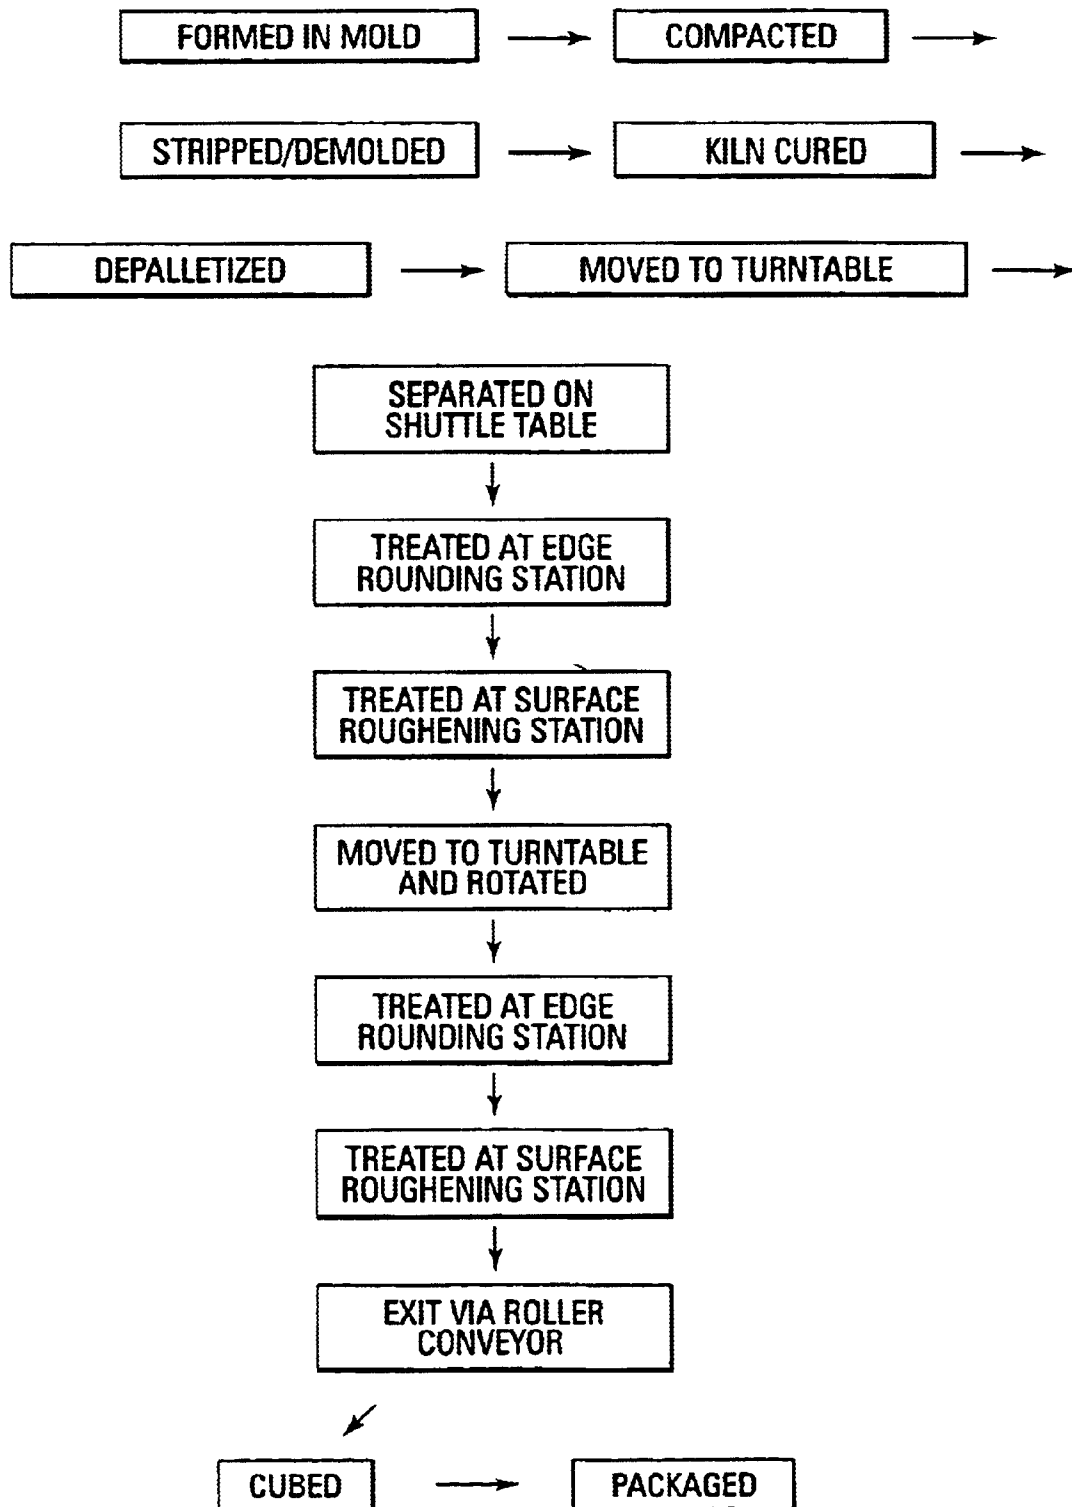 FORMED IN MOLD
COMPACTED
STRIPPED/DEMOLDED
KILN CURED
DEPALLETIZED
MOVED TO TURNTABLE
SEPARATED ON
SHUTTLE TABLE
TREATED AT EDGE
ROUNDING STATION
TREATED AT SURFACE
ROUGHENING STATION
MOVED TO TURNTABLE
AND ROTATED
TREATED AT EDGE
ROUNDING STATION
TREATED AT SURFACE
ROUGHENING STATION
EXIT VIA ROLLER
CONVEYOR
CUBED
PACKAGED